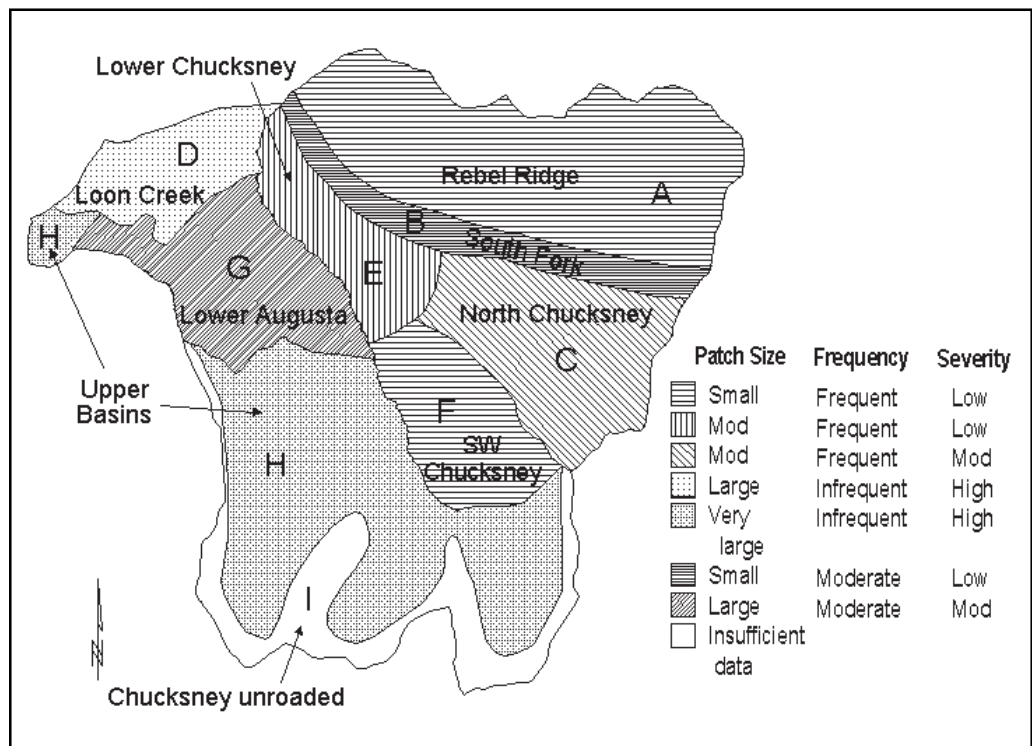 Lower Chucksney
D
Loon Creek
Rebel Ridge
A
H
B
South Fork
G
E
Lower Augusta
North Chucksney
C
Upper
Basins
F
SW
Chucksney
H
I
Chucksney unroaded
N
Patch Size Frequency Severity
Small Frequent Low
Mod Frequent Low
Mod Frequent Mod
Large Infrequent High
Very Infrequent High
large
Small Moderate Low
Large Moderate Mod
Insufficient
data